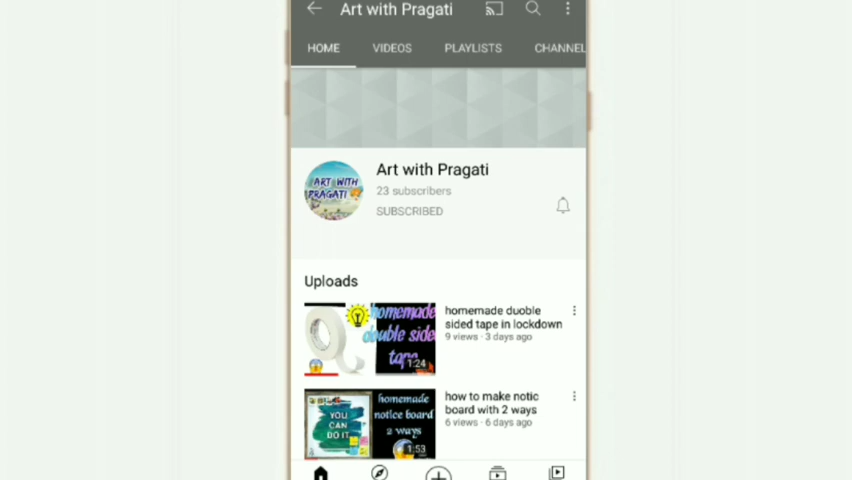 Art with Pragati
HOME VIDEOS PLAYLISTS CHANNEL
ART WITH
PRAGATI
Art with Pragati
23 subscribers
SUBSCRIBED
Uploads
homemade
double side
tape
1:24
homemade duoble
sided tape in lockdown
9 views · 3 days ago
YOU
CAN
DO IT
homemade
notice board
2 ways
1:53
how to make notic
board with 2 ways
6 views · 6 days ago